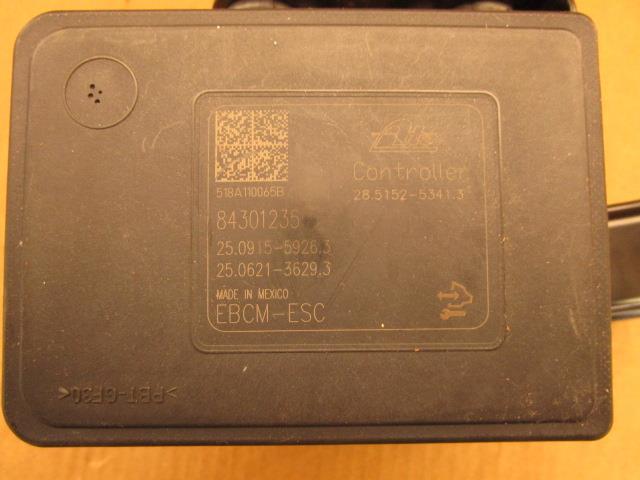 ATE
Controller
518A110065B
28.5152-5341.3
84301235
25.0915-5926.3
25.0621-3629.3
MADE IN MEXICO
EBCM-ESC
>PBT-GF30<